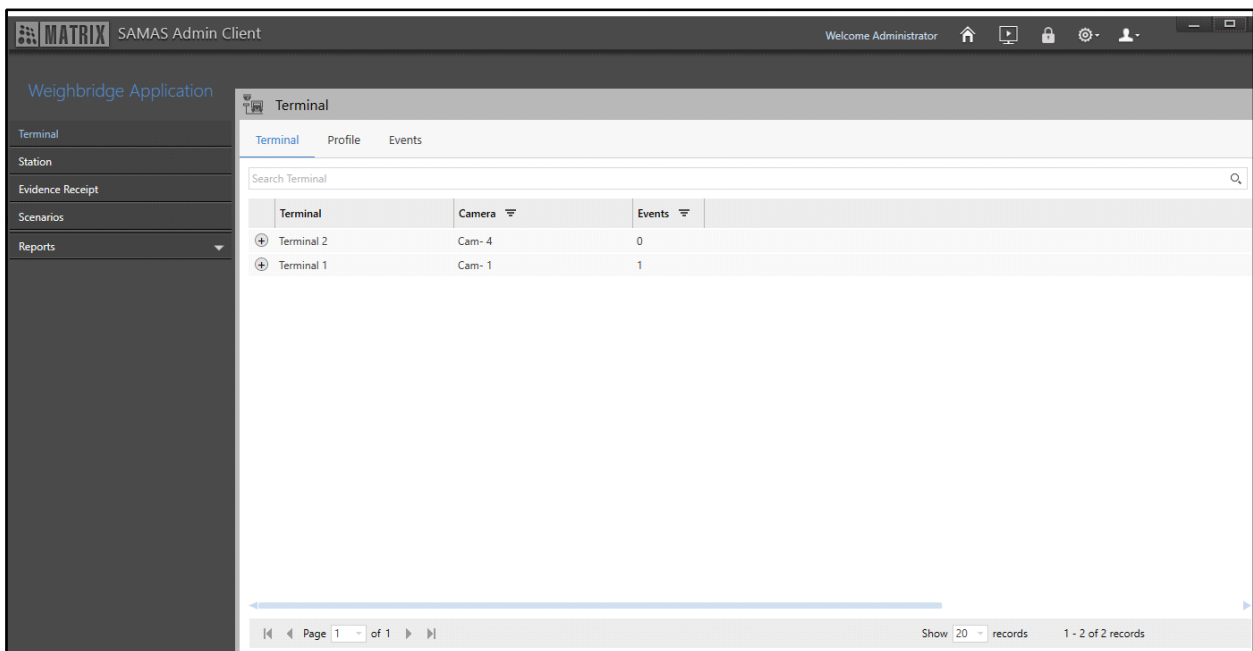 MATRIX SAMAS Admin Client Welcome Administrator
Weighbridge Application
Terminal
Station
Evidence Receipt
Scenarios
Reports
Terminal
Terminal Profile Events
Search Terminal
Terminal Camera Events
Terminal 2 Cam- 4 0
Terminal 1 Cam- 1 1
Page 1 of 1 Show 20 records 1 - 2 of 2 records